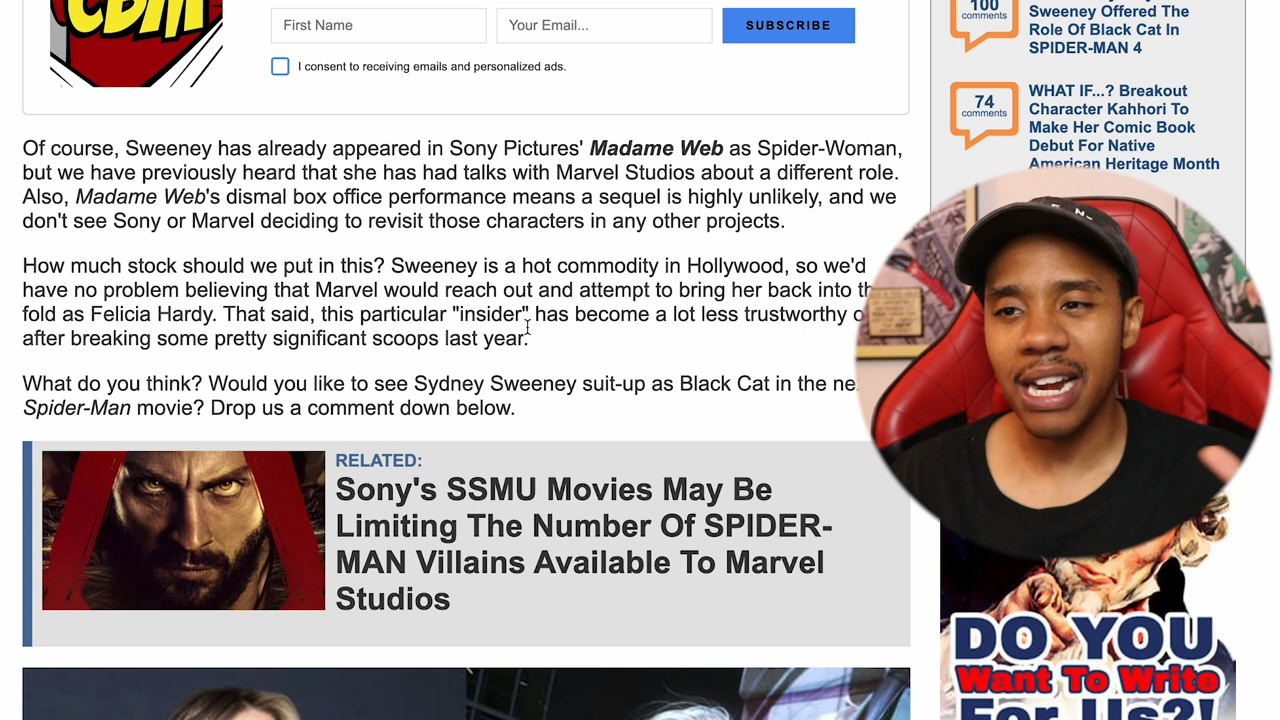 CBM
First Name
Your Email...
SUBSCRIBE
I consent to receiving emails and personalized ads.
Of course, Sweeney has already appeared in Sony Pictures' Madame Web as Spider-Woman,
but we have previously heard that she has had talks with Marvel Studios about a different role.
Also, Madame Web's dismal box office performance means a sequel is highly unlikely, and we
don't see Sony or Marvel deciding to revisit those characters in any other projects.
How much stock should we put in this? Sweeney is a hot commodity in Hollywood, so we'd
have no problem believing that Marvel would reach out and attempt to bring her back into
fold as Felicia Hardy. That said, this particular "insider" has become a lot less trustworthy
after breaking some pretty significant scoops last year.
What do you think? Would you like to see Sydney Sweeney suit-up as Black Cat in the
Spider-Man movie? Drop us a comment down below.
RELATED:
Sony's SSMU Movies May Be
Limiting The Number Of SPIDER-
MAN Villains Available To Marvel
Studios
100
comments
Sweeney Offered The
Role Of Black Cat In
SPIDER-MAN 4
74
comments
WHAT IF...? Breakout
Character Kahhori To
Make Her Comic Book
Debut For Native
American Heritage Month
DO YOU
Want To Write
For Us?!